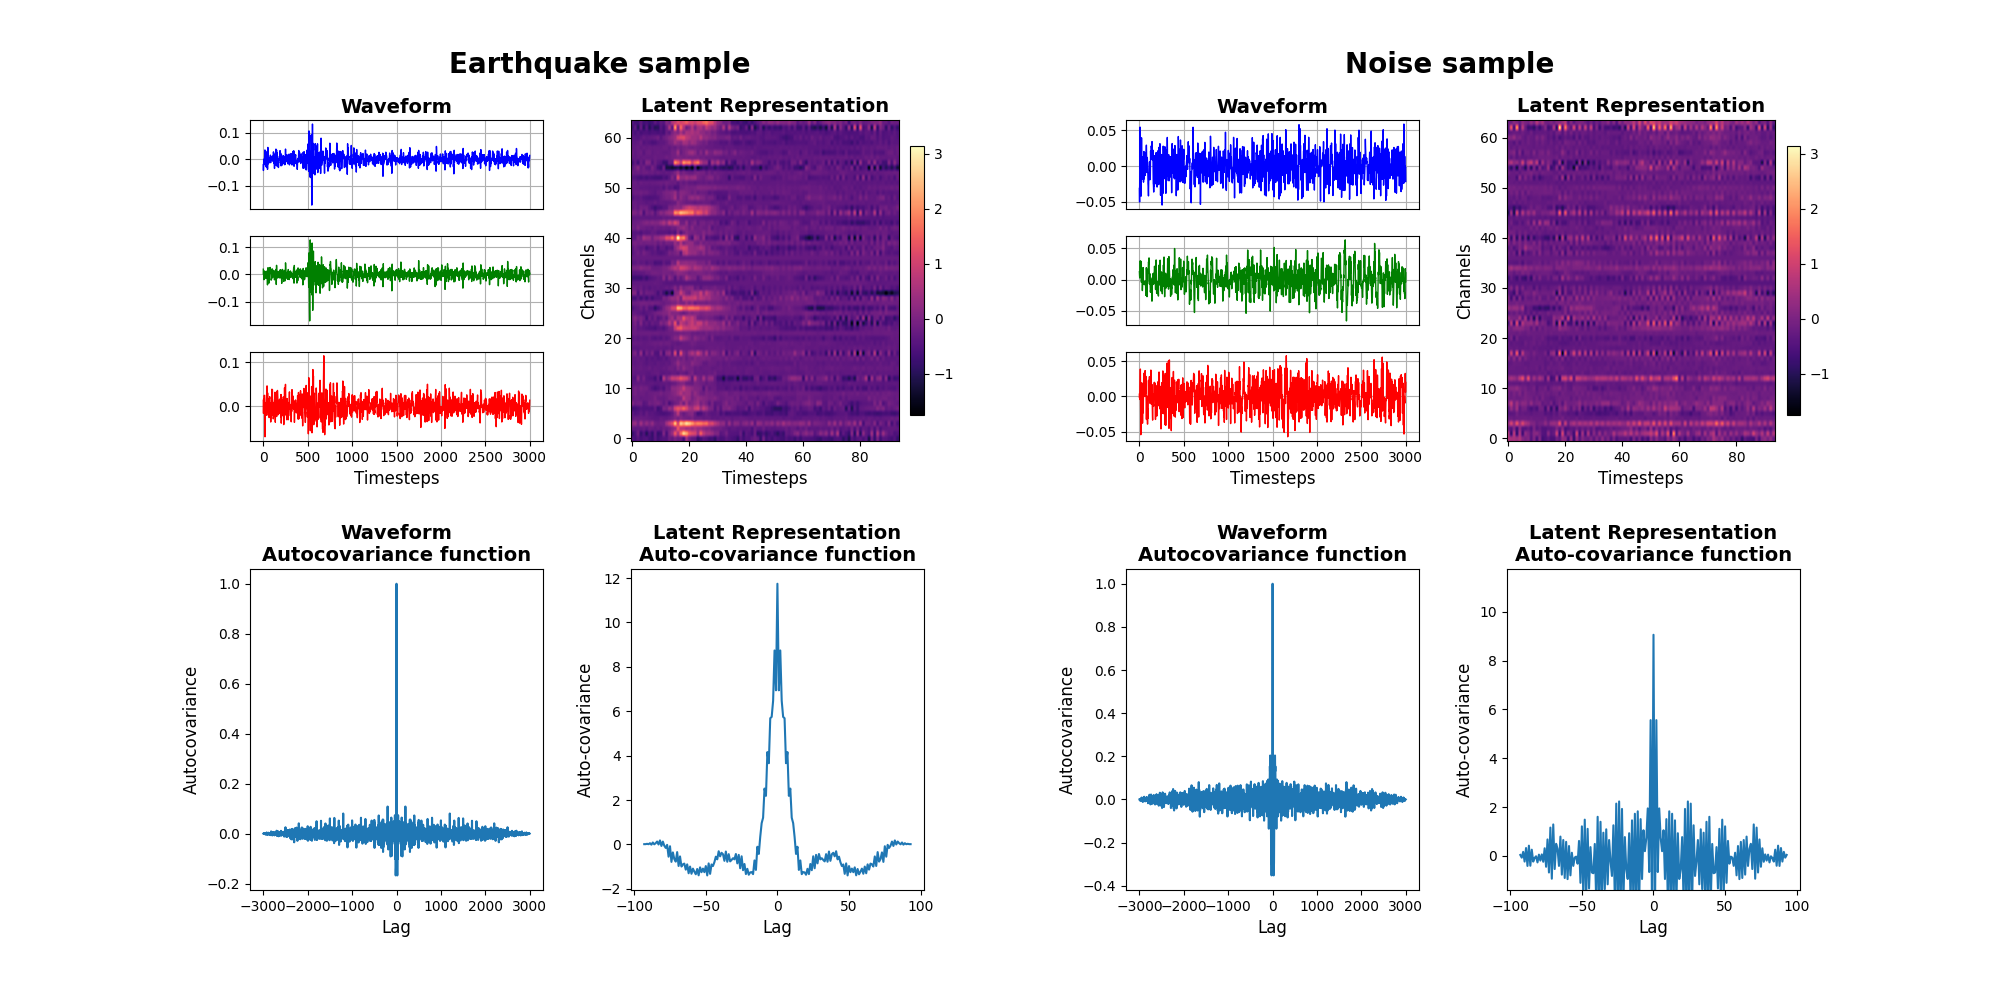 Earthquake sample
Noise sample
Waveform
0.1
0.0
−0.1
0.1
0.0
−0.1
0.1
0.0
0 500 1000 1500 2000 2500 3000
Timesteps
Latent Representation
Channels
60
50
40
30
20
10
0
0 20 40 60 80
Timesteps
3
2
1
0
−1
Waveform
0.05
0.00
−0.05
0.05
0.00
−0.05
0.05
0.00
−0.05
0 500 1000 1500 2000 2500 3000
Timesteps
Latent Representation
Channels
60
50
40
30
20
10
0
0 20 40 60 80
Timesteps
3
2
1
0
−1
Waveform
Autocovariance function
Autocovariance
1.0
0.8
0.6
0.4
0.2
0.0
−0.2
−3000 −2000 −1000 0 1000 2000 3000
Lag
Latent Representation
Auto-covariance function
Auto-covariance
12
10
8
6
4
2
0
−2
−100 −50 0 50 100
Lag
Waveform
Autocovariance function
Autocovariance
1.0
0.8
0.6
0.4
0.2
0.0
−0.2
−0.4
−3000 −2000 −1000 0 1000 2000 3000
Lag
Latent Representation
Auto-covariance function
Auto-covariance
10
8
6
4
2
0
−100 −50 0 50 100
Lag